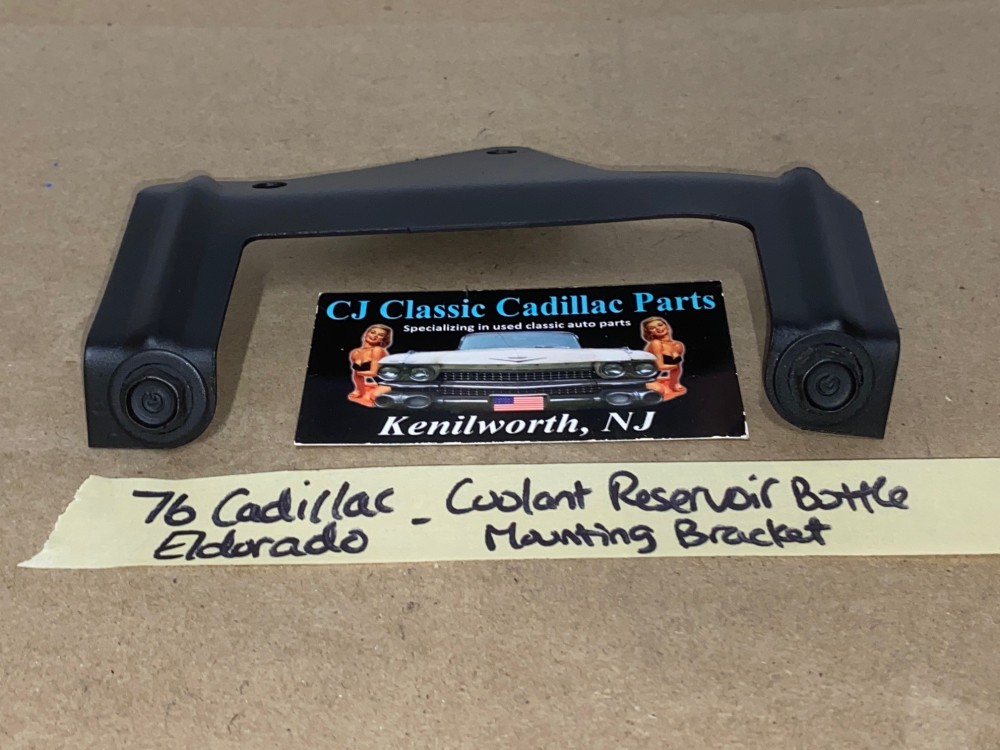 CJ Classic Cadillac Parts
Specializing in used classic auto parts
Kenilworth, NJ
76 Cadillac - Coolant Reservoir Bottle
Eldorado Mounting Bracket